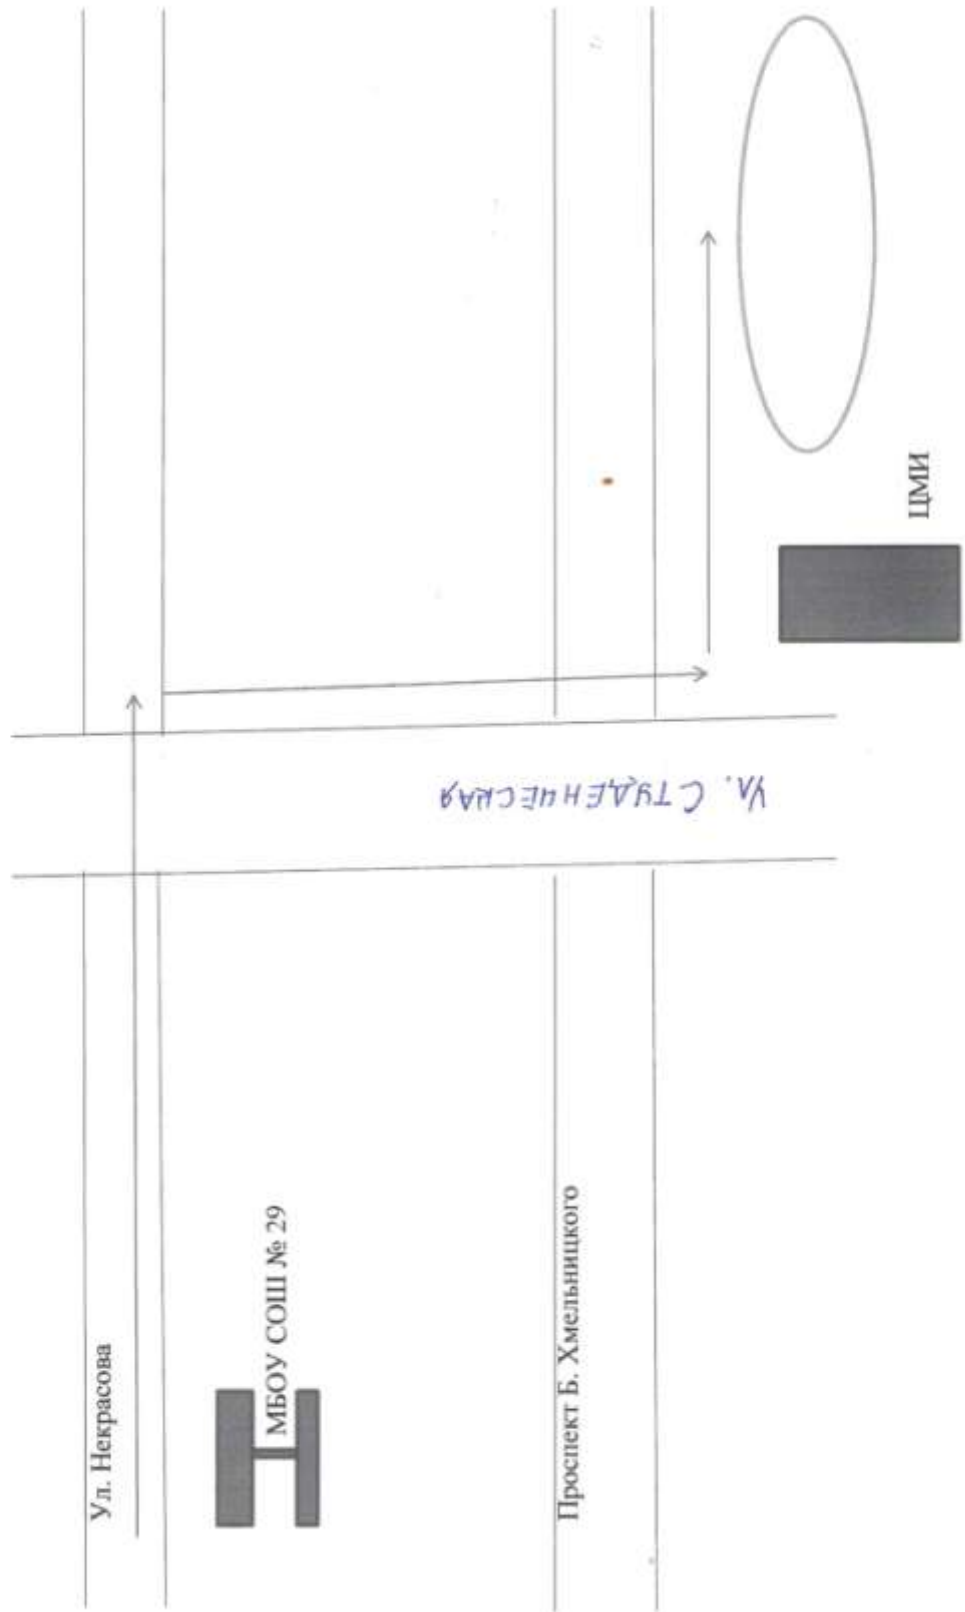 Ул. Некрасова
МБОУ СОШ № 29
Проспект Б. Хмельницкого
Ул. СТУДЕНЧЕСКАЯ
ЦМИ